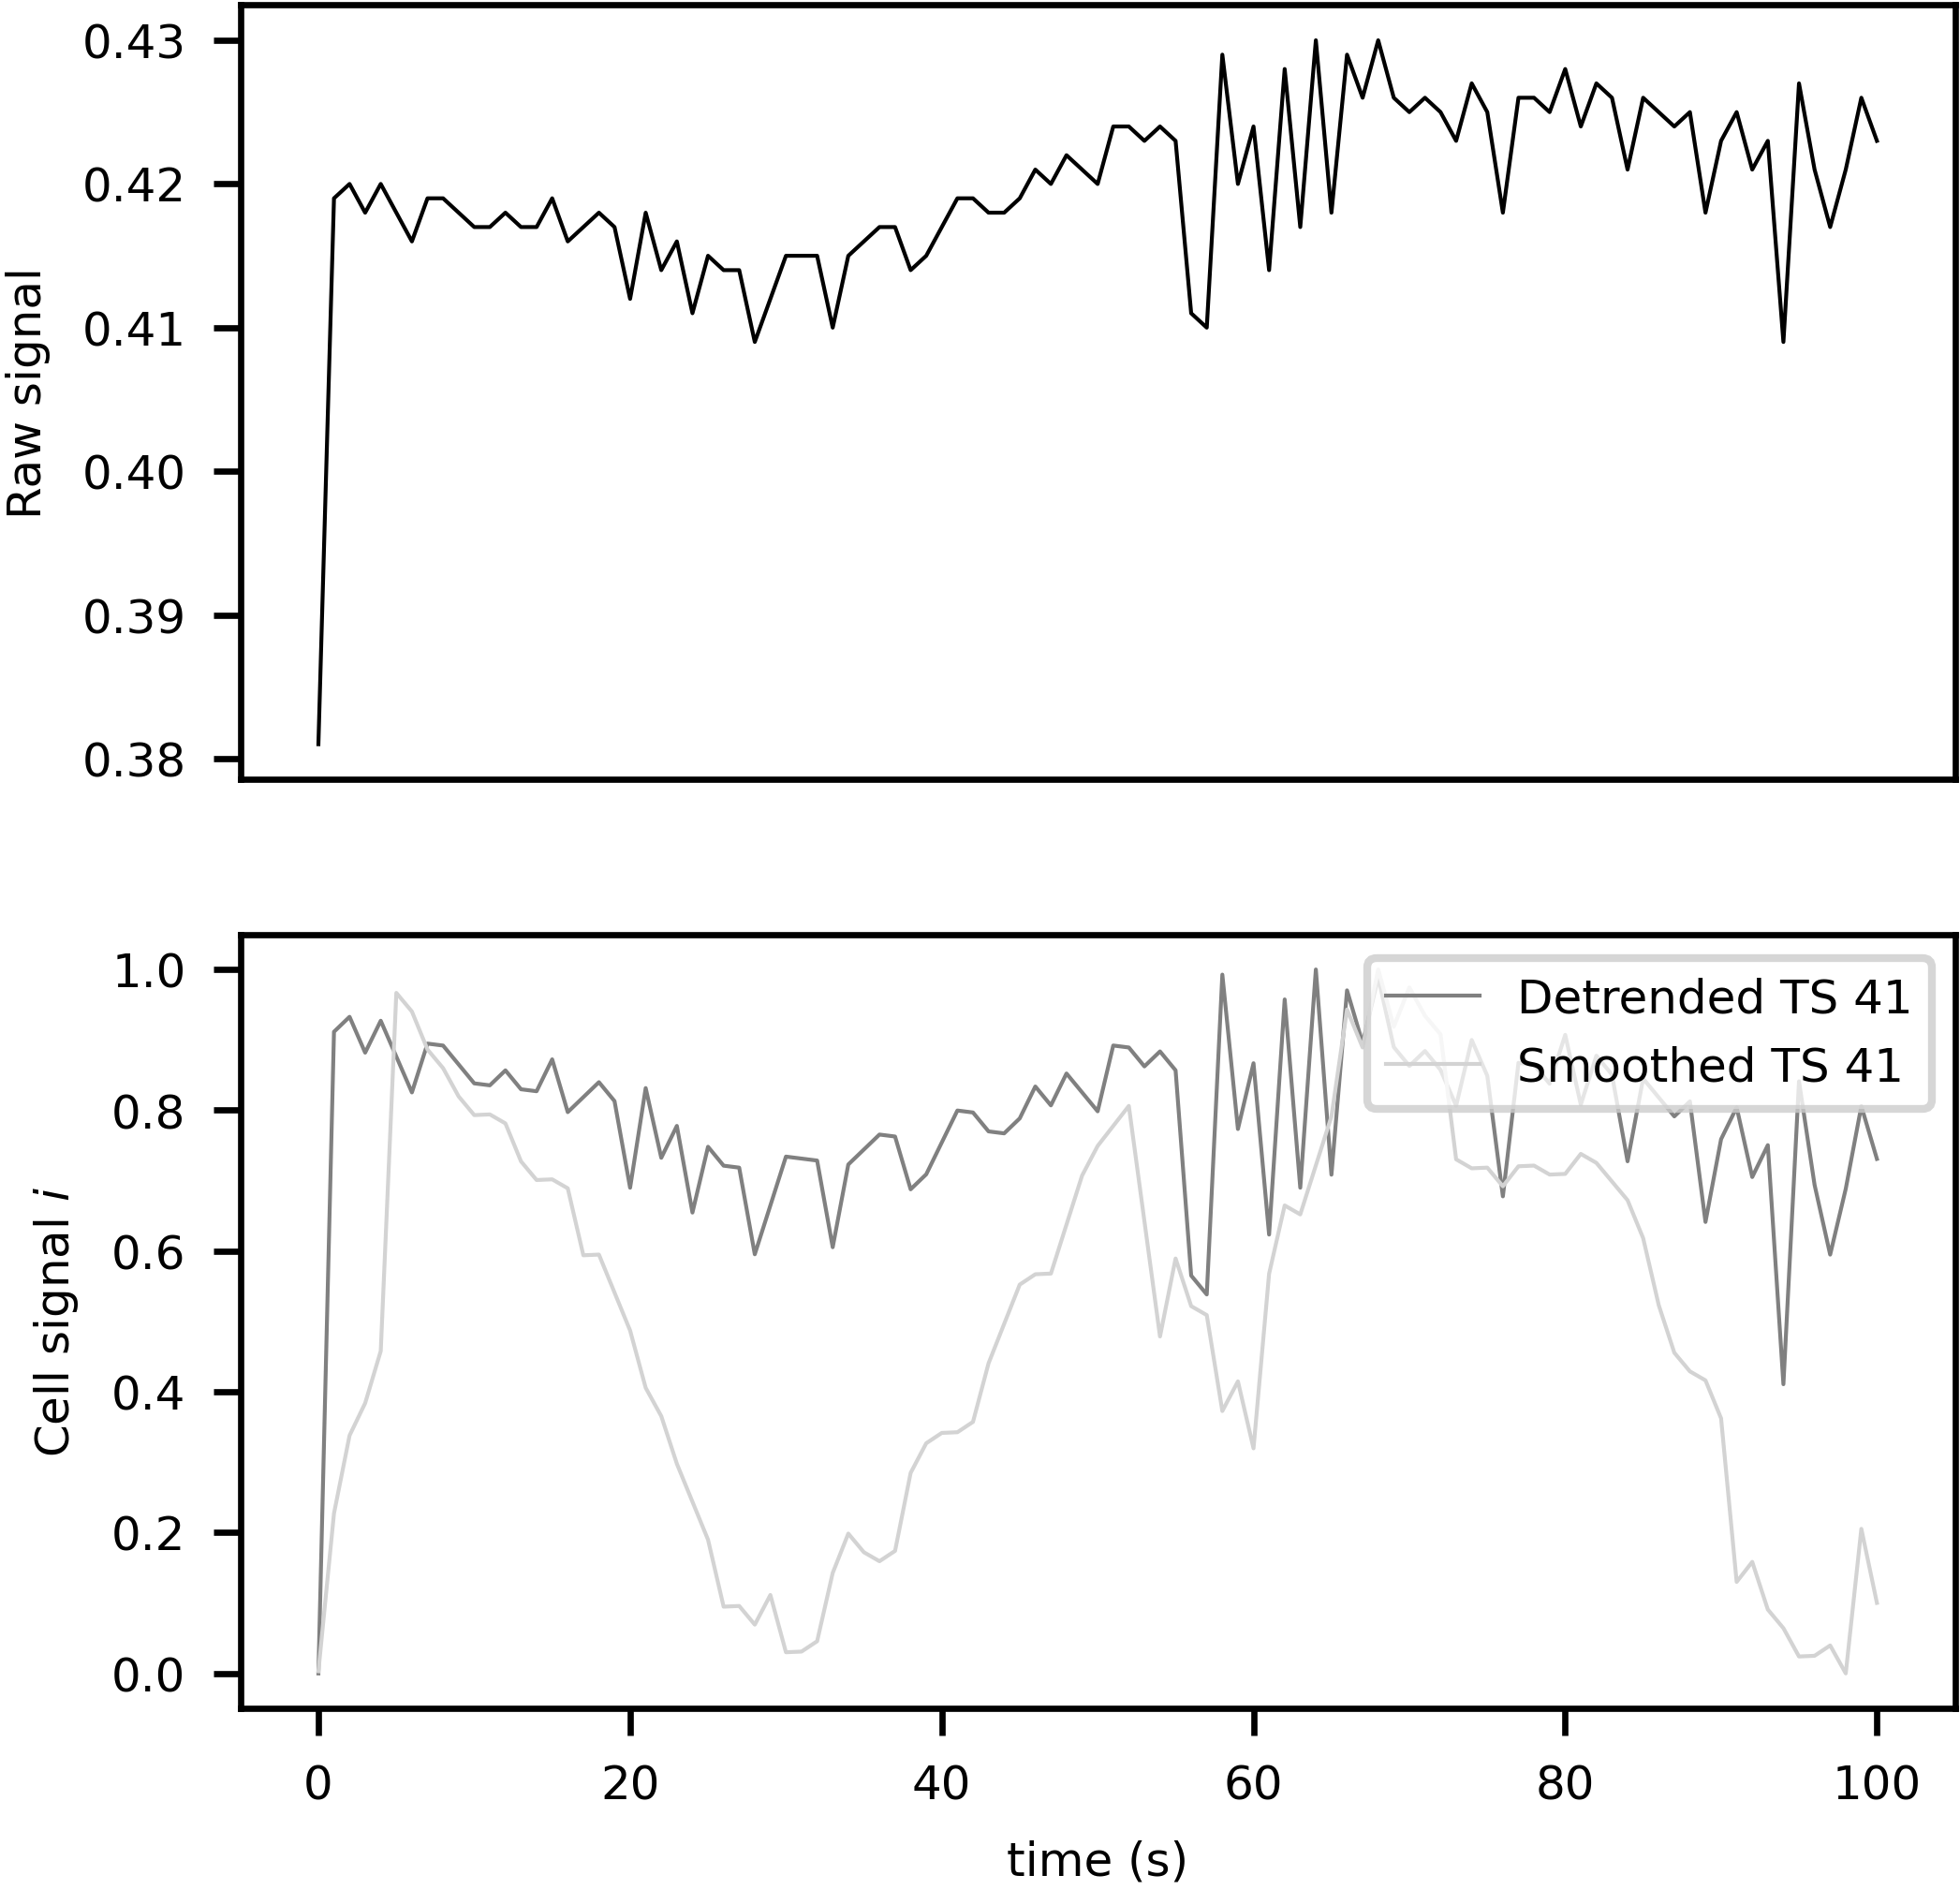 0.43
0.42
0.41
0.40
0.39
0.38
Raw signal
1.0
0.8
0.6
0.4
0.2
0.0
Cell signal i
Detrended TS 41
Smoothed TS 41
0 20 40 60 80 100
time (s)